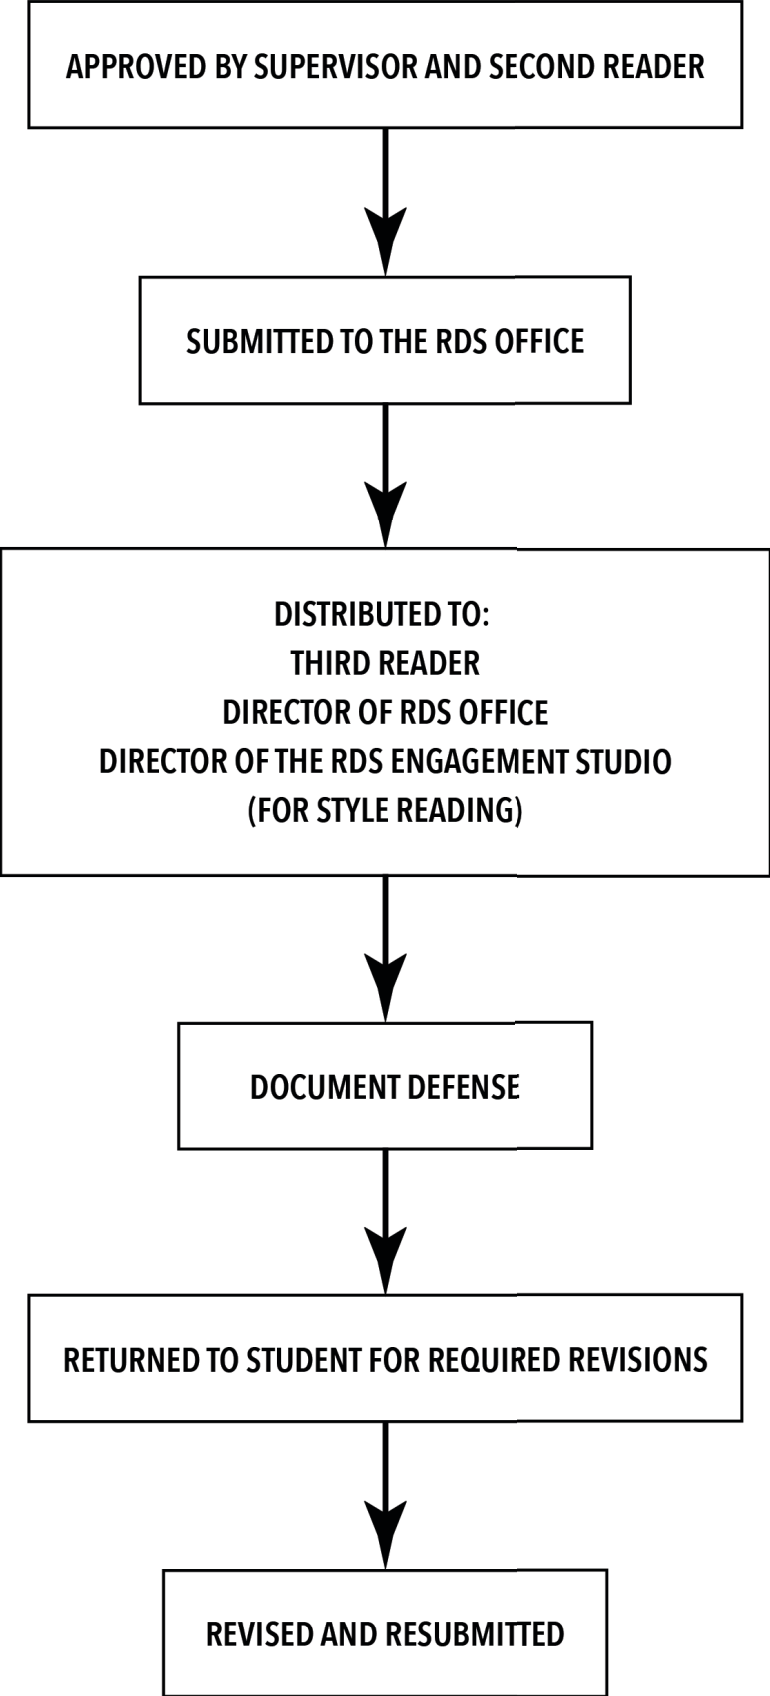 APPROVED BY SUPERVISOR AND SECOND READER
SUBMITTED TO THE RDS OFFICE
DISTRIBUTED TO:
THIRD READER
DIRECTOR OF RDS OFFICE
DIRECTOR OF THE RDS ENGAGEMENT STUDIO
(FOR STYLE READING)
DOCUMENT DEFENSE
RETURNED TO STUDENT FOR REQUIRED REVISIONS
REVISED AND RESUBMITTED